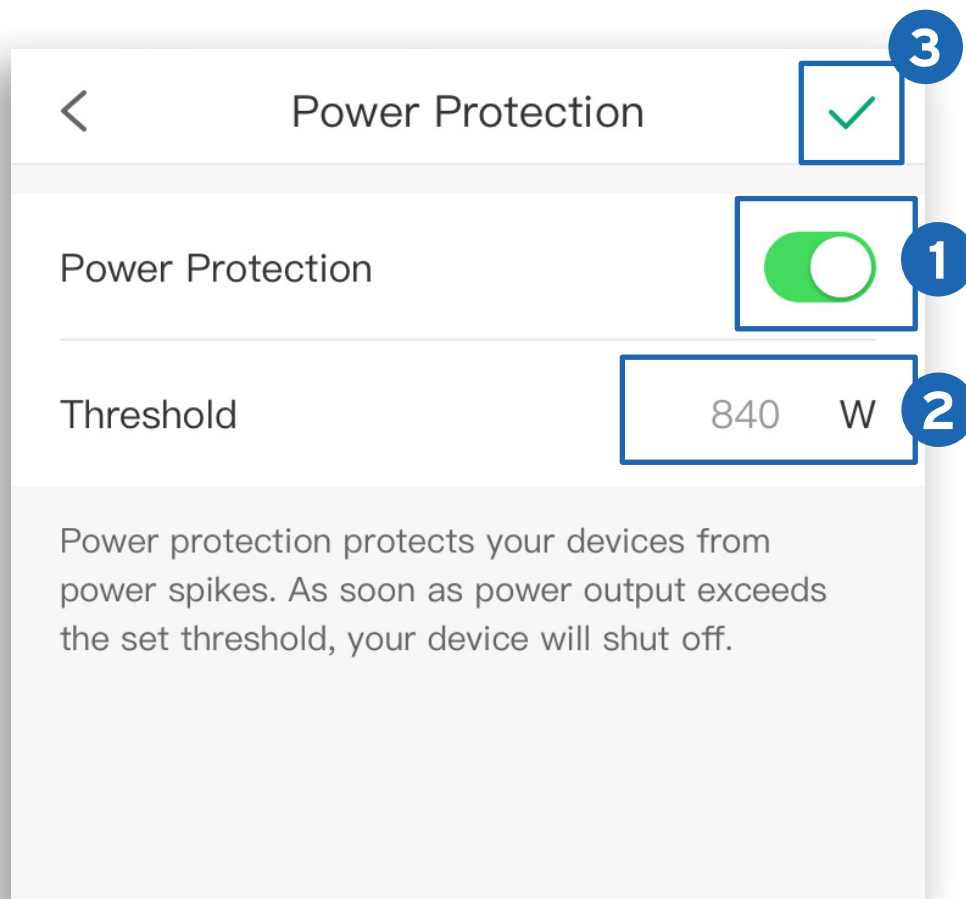 3
Power Protection
Power Protection
1
Threshold
840 W
2
Power protection protects your devices from
power spikes. As soon as power output exceeds
the set threshold, your device will shut off.